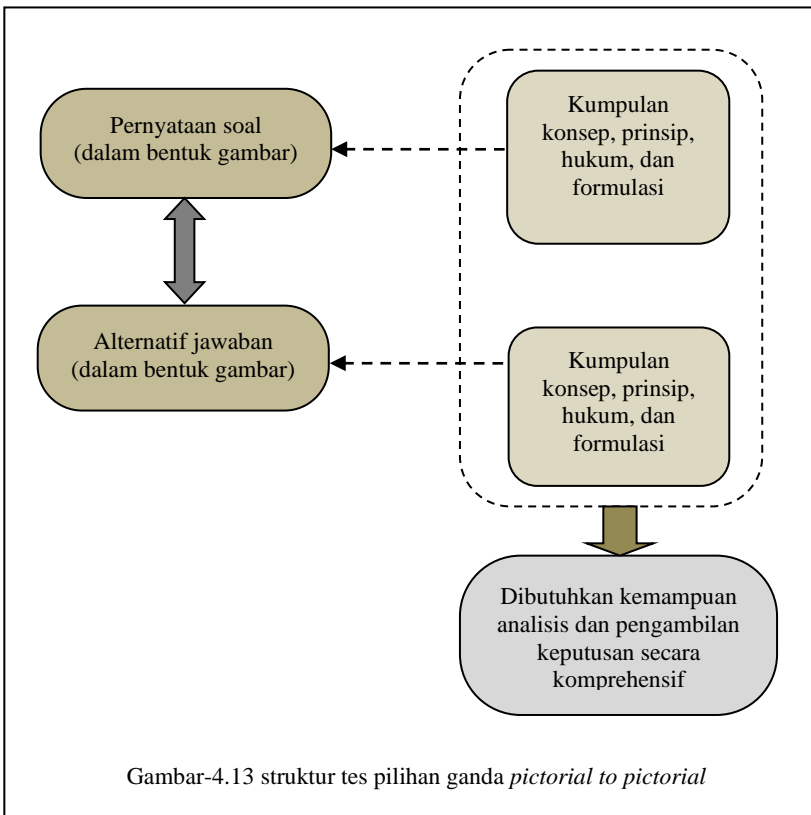 Pernyataan soal
(dalam bentuk gambar)
Kumpulan
konsep, prinsip,
hukum, dan
formulasi
Alternatif jawaban
(dalam bentuk gambar)
Kumpulan
konsep, prinsip,
hukum, dan
formulasi
Dibutuhkan kemampuan
analisis dan pengambilan
keputusan secara
komprehensif
Gambar-4.13 struktur tes pilihan ganda pictorial to pictorial